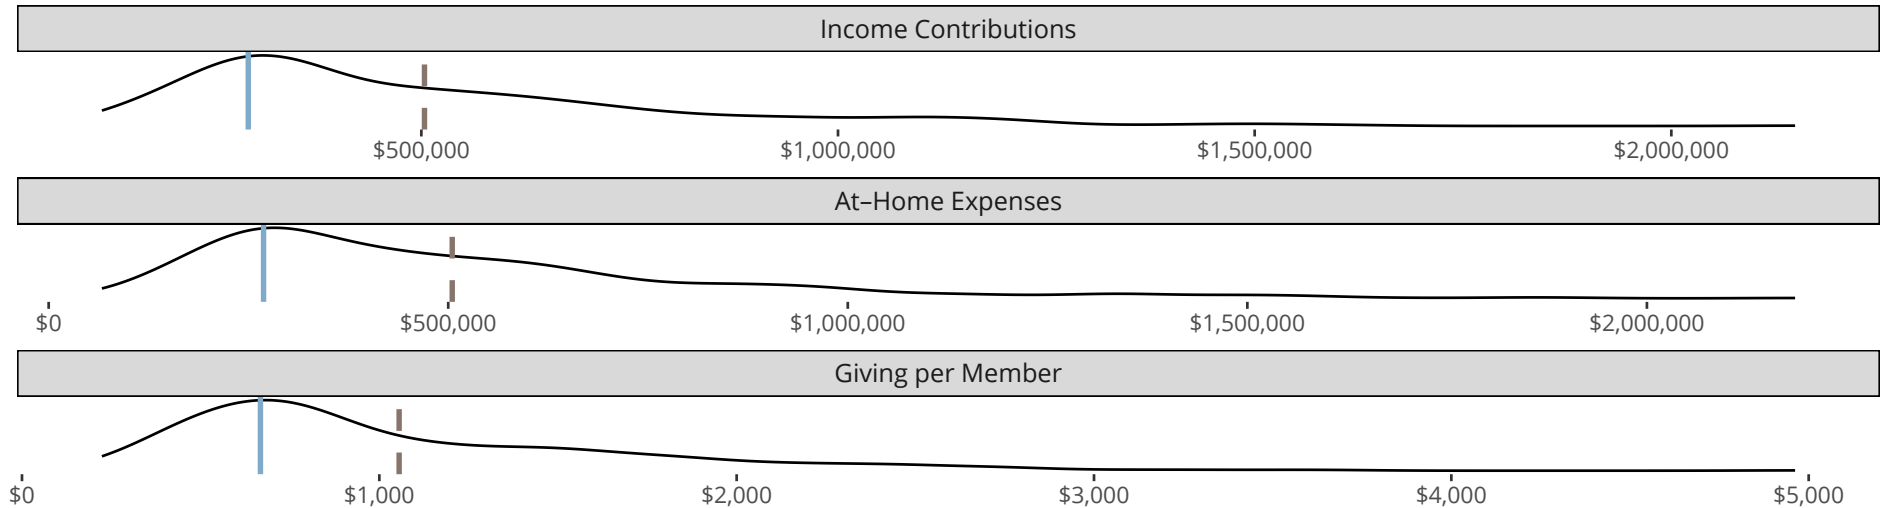 Income Contributions
$500,000 $1,000,000 $1,500,000 $2,000,000
At–Home Expenses
$0 $500,000 $1,000,000 $1,500,000 $2,000,000
Giving per Member
$0 $1,000 $2,000 $3,000 $4,000 $5,000